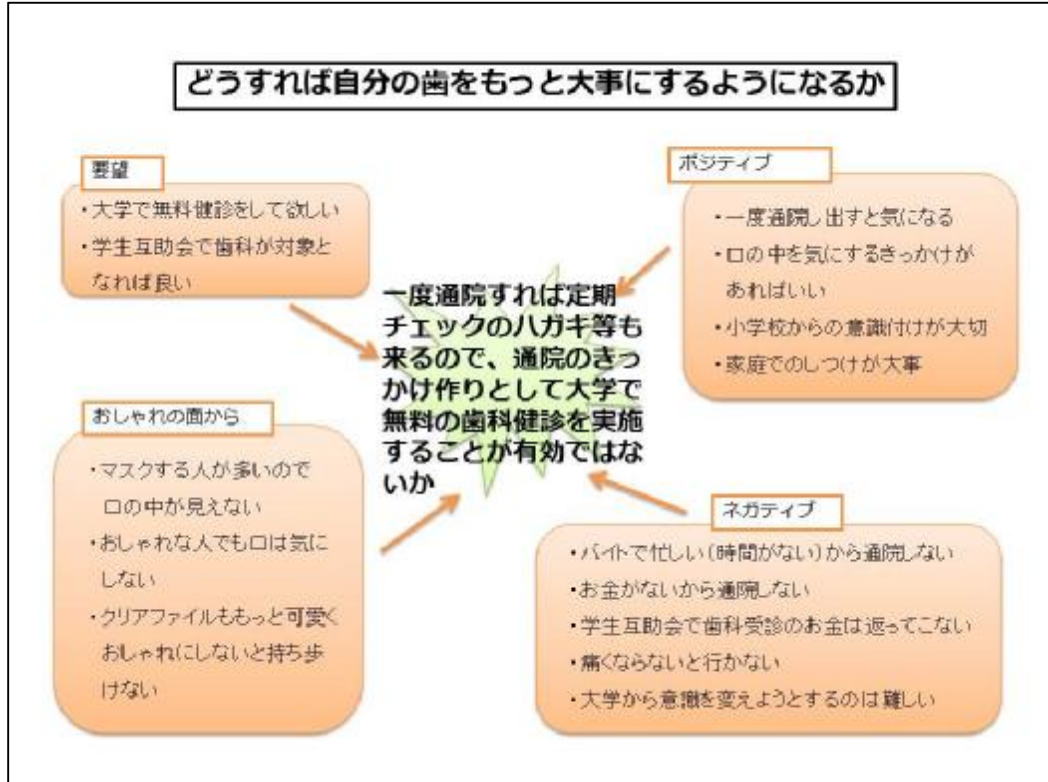 どうすれば自分の歯をもっと大事にするようになるか
要望
・大学で無料健診をして欲しい
・学生互助会で歯科が対象と
なれば良い
ポジティブ
・一度通院し出すと気になる
・口の中を気にするきっかけが
あればいい
・小学校からの意識付けが大切
・家庭でのしつけが大事
一度通院すれば定期
チェックのハガキ等も
来るので、通院のきっ
かけ作りとして大学で
無料の歯科健診を実施
することが有効ではな
いか
おしゃれの面から
・マスクする人が多いので
口の中が見えない
・おしゃれな人でも口は気に
しない
・クリアファイルももっと可愛く
おしゃれにしないと持ち歩
けない
ネガティブ
・バイトで忙しい(時間がない)から通院しない
・お金がないから通院しない
・学生互助会で歯科受診のお金は返ってこない
・痛くならないと行かない
・大学から意識を変えようとするのは難しい